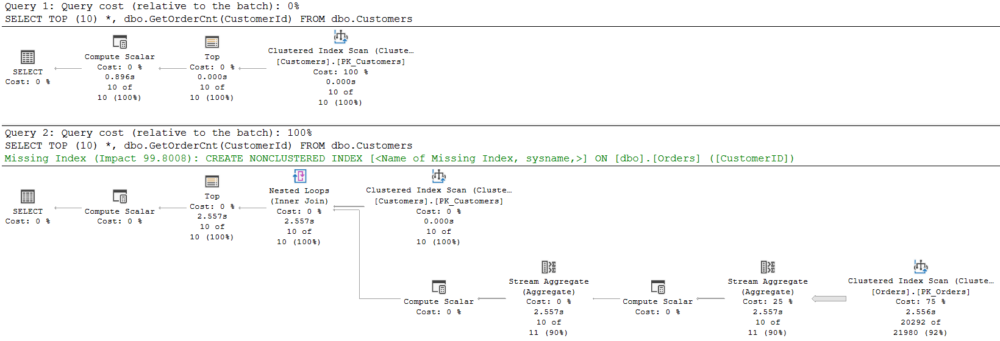 Query 1: Query cost (relative to the batch): 0%
SELECT TOP (10) *, dbo.GetOrderCnt(CustomerId) FROM dbo.Customers
SELECT
Cost: 0 %
Compute Scalar
Cost: 0 %
0.896s
10 of
10 (100%)
Top
Cost: 0 %
0.000s
10 of
10 (100%)
Clustered Index Scan (Cluste…
[Customers].[PK_Customers]
Cost: 100 %
0.000s
10 of
10 (100%)
Query 2: Query cost (relative to the batch): 100%
SELECT TOP (10) *, dbo.GetOrderCnt(CustomerId) FROM dbo.Customers
Missing Index (Impact 99.8008): CREATE NONCLUSTERED INDEX [<Name of Missing Index, sysname,>] ON [dbo].[Orders] ([CustomerID])
SELECT
Cost: 0 %
Compute Scalar
Cost: 0 %
Top
Cost: 0 %
2.557s
10 of
10 (100%)
Nested Loops
(Inner Join)
Cost: 0 %
2.557s
10 of
10 (100%)
Clustered Index Scan (Cluste…
[Customers].[PK_Customers]
Cost: 0 %
0.000s
10 of
10 (100%)
Compute Scalar
Cost: 0 %
Stream Aggregate
(Aggregate)
Cost: 0 %
2.557s
10 of
11 (90%)
Compute Scalar
Cost: 0 %
Stream Aggregate
(Aggregate)
Cost: 25 %
2.557s
10 of
11 (90%)
Clustered Index Scan (Cluste…
[Orders].[PK_Orders]
Cost: 75 %
2.556s
20292 of
21980 (92%)